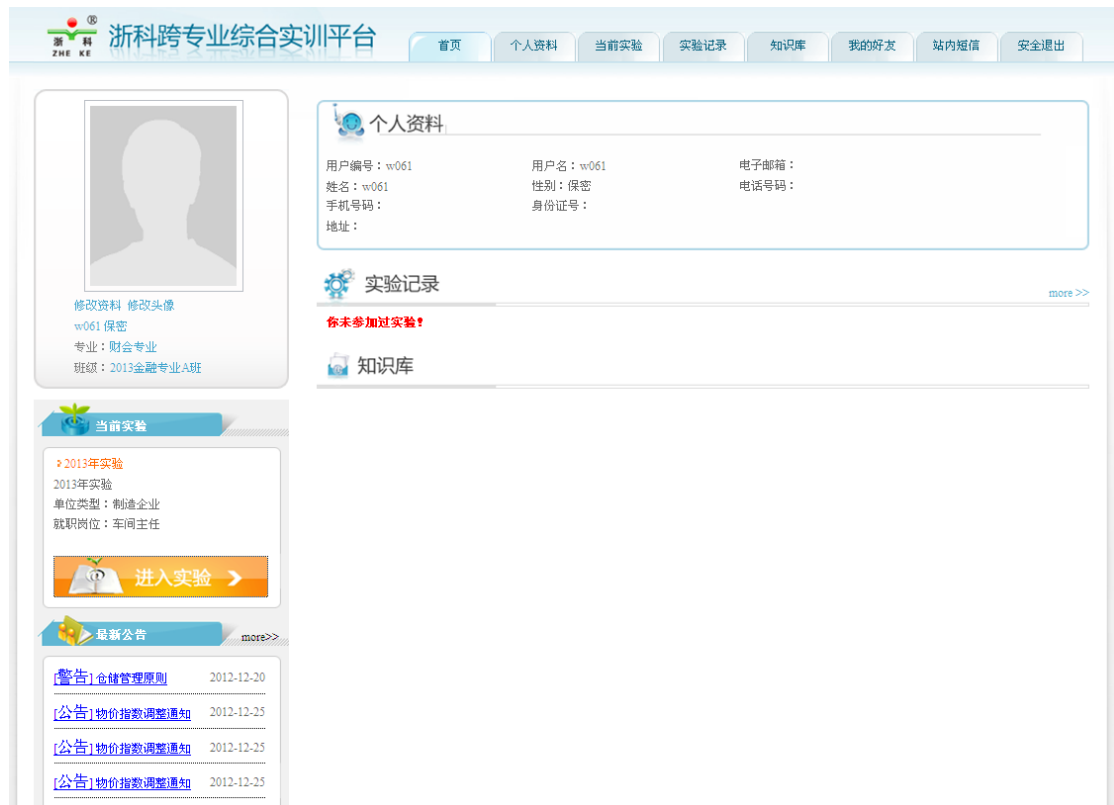 浙科 ZHE KE ® 浙科跨专业综合实训平台
首页 个人资料 当前实验 实验记录 知识库 我的好友 站内短信 安全退出
修改资料 修改头像
w061 保密
专业：财会专业
班级：2013金融专业A班
当前实验
2013年实验
2013年实验
单位类型：制造企业
就职岗位：车间主任
进入实验
最新公告 more>>
[警告] 仓储管理原则 2012-12-20
[公告] 物价指数调整通知 2012-12-25
[公告] 物价指数调整通知 2012-12-25
[公告] 物价指数调整通知 2012-12-25
个人资料
用户编号：w061 用户名：w061 电子邮箱：
姓名：w061 性别：保密 电话号码：
手机号码： 身份证号：
地址：
实验记录
more >>
你未参加过实验！
知识库